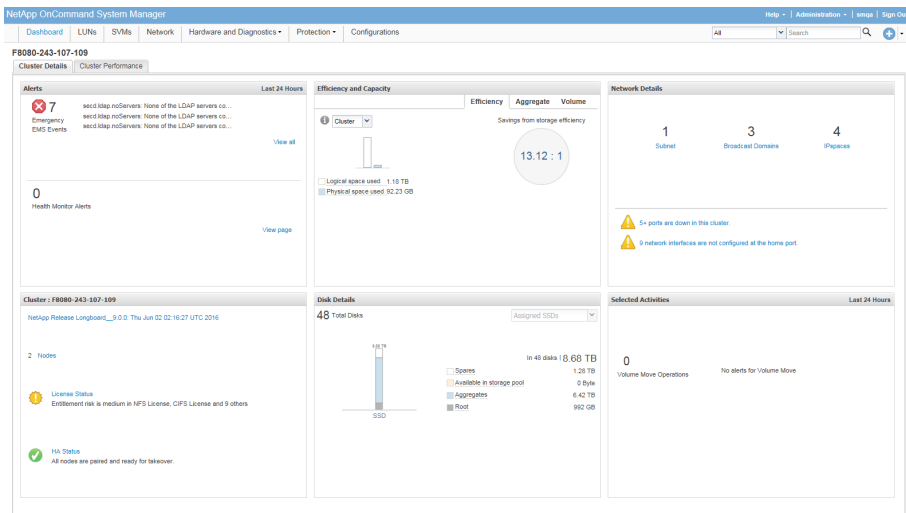 NetApp OnCommand System Manager
Help | Administration | smqa | Sign Ou
Dashboard LUNs SVMs Network Hardware and Diagnostics Protection Configurations
All Search
F8080-243-107-109
Cluster Details Cluster Performance
Alerts Last 24 Hours
7
Emergency EMS Events
secd.ldap.noServers: None of the LDAP servers co...
secd.ldap.noServers: None of the LDAP servers co...
secd.ldap.noServers: None of the LDAP servers co...
View all
0
Health Monitor Alerts
View page
Efficiency and Capacity
Efficiency Aggregate Volume
Cluster
Savings from storage efficiency
13.12 : 1
Logical space used 1.18 TB
Physical space used 92.23 GB
Network Details
1 3 4
Subnet Broadcast Domains IPspaces
5+ ports are down in this cluster.
9 network interfaces are not configured at the home port.
Cluster : F8080-243-107-109
NetApp Release Longboard__9.0.0: Thu Jun 02 02:16:27 UTC 2016
2 Nodes
License Status
Entitlement risk is medium in NFS License, CIFS License and 9 others
HA Status
All nodes are paired and ready for takeover.
Disk Details
48 Total Disks
Assigned SSDs
8.68 TB
SSD
In 48 disks 8.68 TB
Spares 1.28 TB
Available in storage pool 0 Byte
Aggregates 6.42 TB
Root 992 GB
Selected Activities Last 24 Hours
0
Volume Move Operations
No alerts for Volume Move